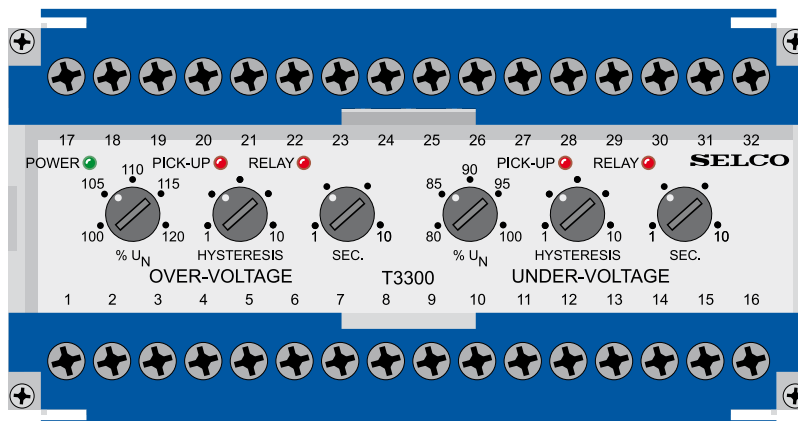 17 18 19 20 21 22 23 24 25 26 27 28 29 30 31 32
POWER PICK-UP RELAY PICK-UP RELAY SELCO
110 90
105 115 85 95
100 120 1 10 1 10 80 100 1 10 1 10
% UN HYSTERESIS SEC. % UN HYSTERESIS SEC.
OVER-VOLTAGE T3300 UNDER-VOLTAGE
1 2 3 4 5 6 7 8 9 10 11 12 13 14 15 16